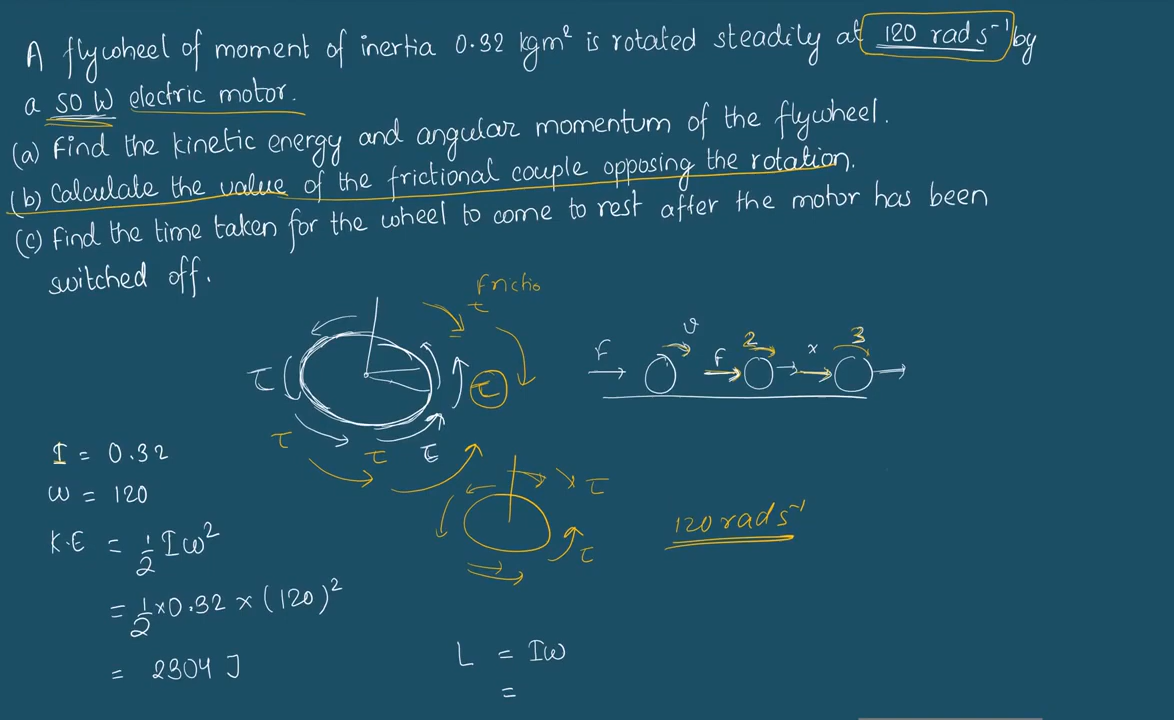 A flywheel of moment of inertia 0.32 kgm² is rotated steadily at 120 rad s⁻¹ by
a 50 W electric motor.
(a) Find the kinetic energy and angular momentum of the flywheel.
(b) Calculate the value of the frictional couple opposing the rotation.
(c) Find the time taken for the wheel to come to rest after the motor has been
switched off.
Frictio
τ
τ
τ
τ
τ
τ
F
v
F
2
x
3
I = 0.32
ω = 120
K.E = ½ Iω²
= ½ × 0.32 × (120)²
= 2304 J
τ
τ
120 rad s⁻¹
L = Iω
=